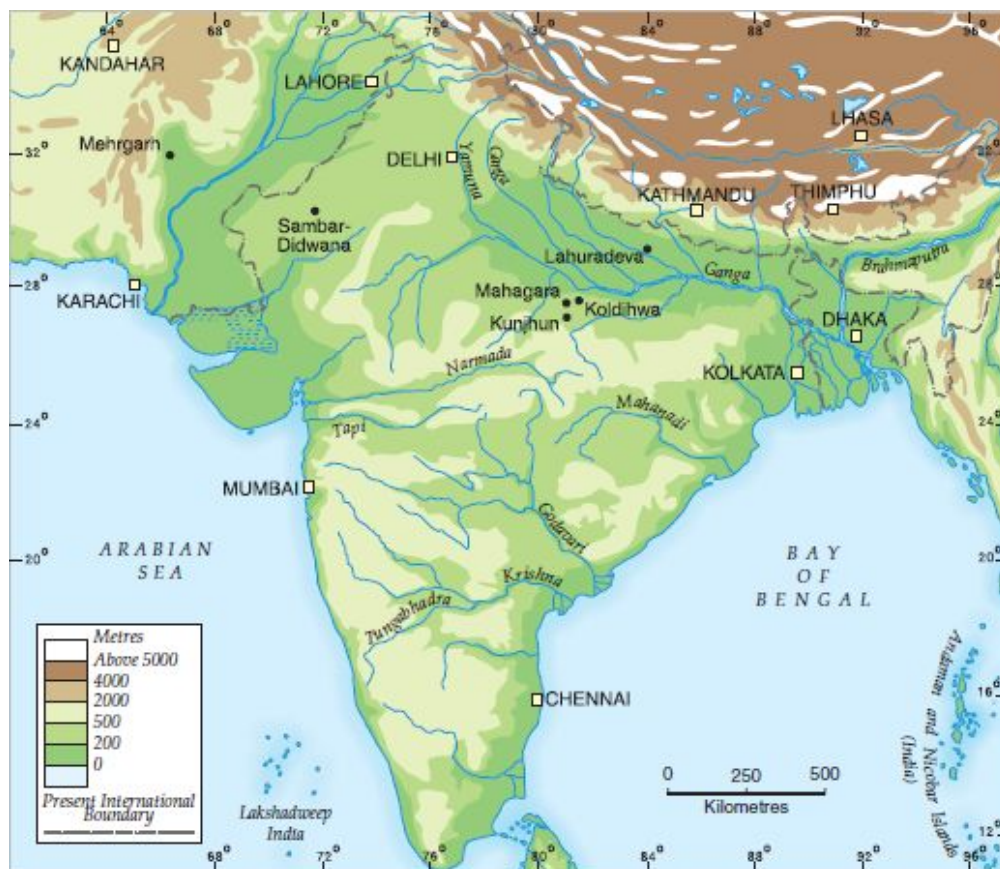 64°
68°
72°
76°
80°
84°
88°
92°
96°
KANDAHAR
LAHORE
LHASA
Mehrgarh
32°
DELHI
Yamuna
Ganga
32°
KATHMANDU
THIMPHU
Sambar-
Didwana
Lahuradeva
Ganga
Brahmaputra
28°
KARACHI
Mahagara
Koldihwa
Kunjhun
28°
DHAKA
Narmada
KOLKATA
Mahanadi
24°
Tapi
24°
MUMBAI
Godavari
ARABIAN
SEA
20°
BAY
OF
BENGAL
20°
Krishna
Tungabhadra
Metres
Above 5000
4000
2000
500
200
0
Present International
Boundary
CHENNAI
16°
Andaman and Nicobar Islands
(India)
0
250
500
Kilometres
Lakshadweep
India
12°
68°
72°
76°
80°
84°
88°
92°
96°